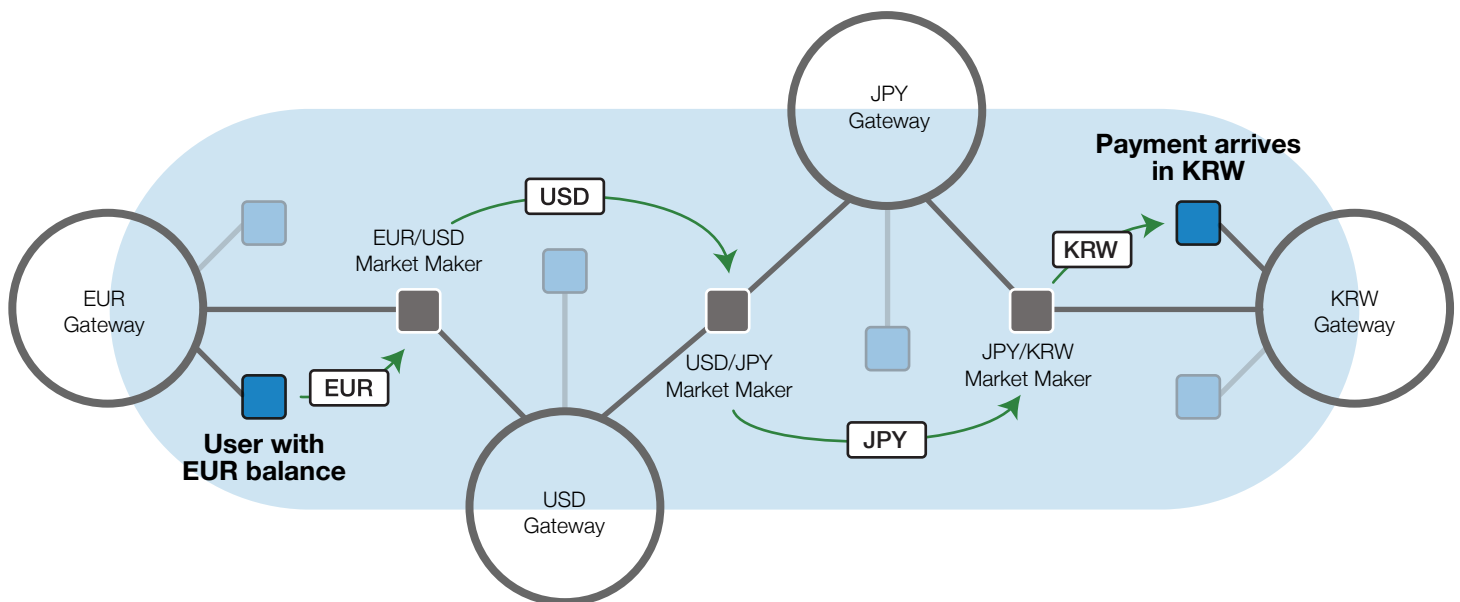 JPY
Gateway
Payment arrives
in KRW
USD
EUR/USD
Market Maker
KRW
EUR
Gateway
KRW
Gateway
USD/JPY
Market Maker
JPY/KRW
Market Maker
EUR
User with
EUR balance
JPY
USD
Gateway